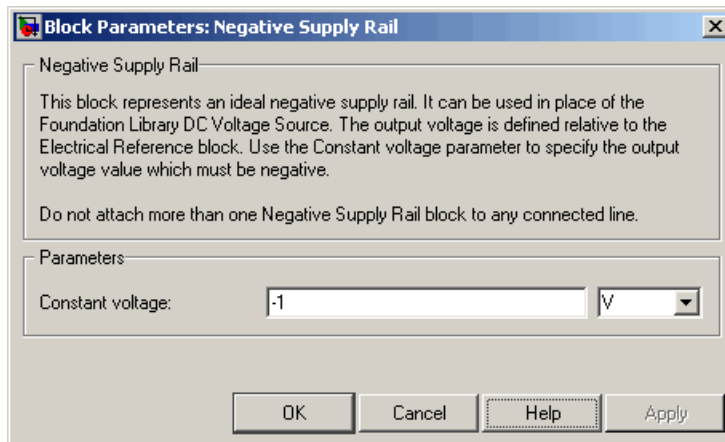 Block Parameters: Negative Supply Rail
Negative Supply Rail
This block represents an ideal negative supply rail. It can be used in place of the
Foundation Library DC Voltage Source. The output voltage is defined relative to the
Electrical Reference block. Use the Constant voltage parameter to specify the output
voltage value which must be negative.
Do not attach more than one Negative Supply Rail block to any connected line.
Parameters
Constant voltage: -1 V
OK Cancel Help Apply